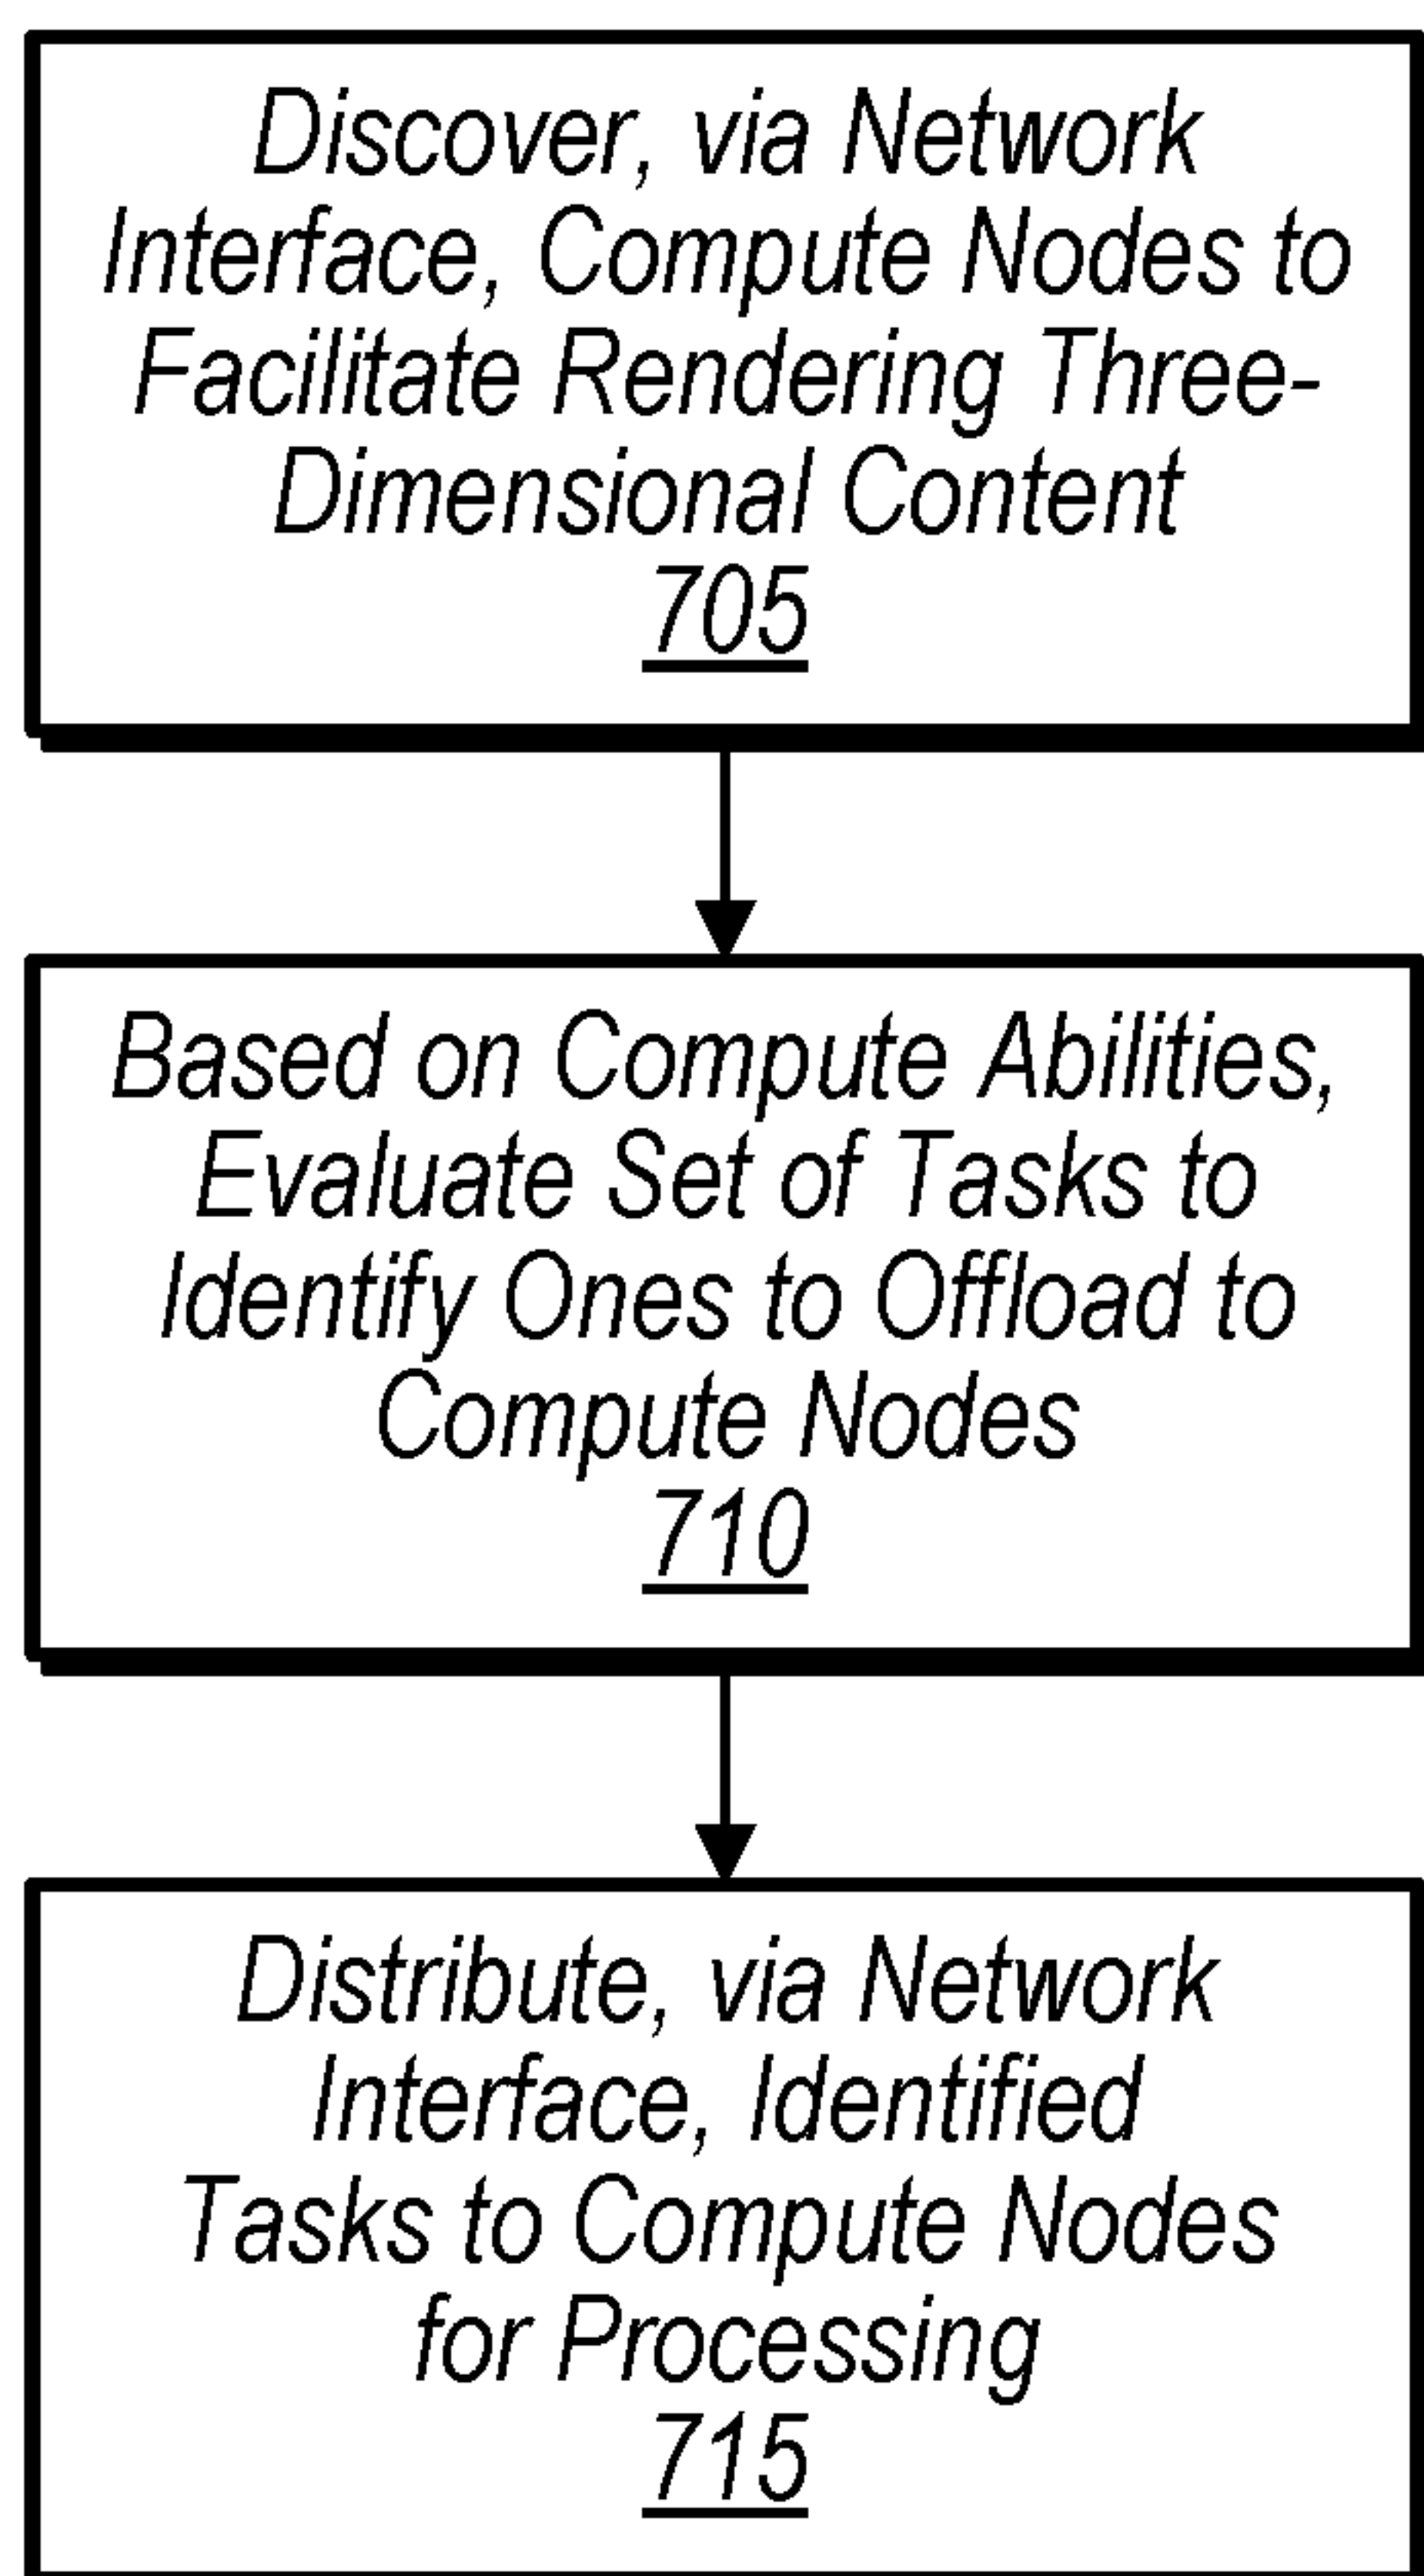 Discover, via Network
Interface, Compute Nodes to
Facilitate Rendering Three-
Dimensional Content
705
Based on Compute Abilities,
Evaluate Set of Tasks to
Identify Ones to Offload to
Compute Nodes
710
Distribute, via Network
Interface, Identified
Tasks to Compute Nodes
for Processing
715